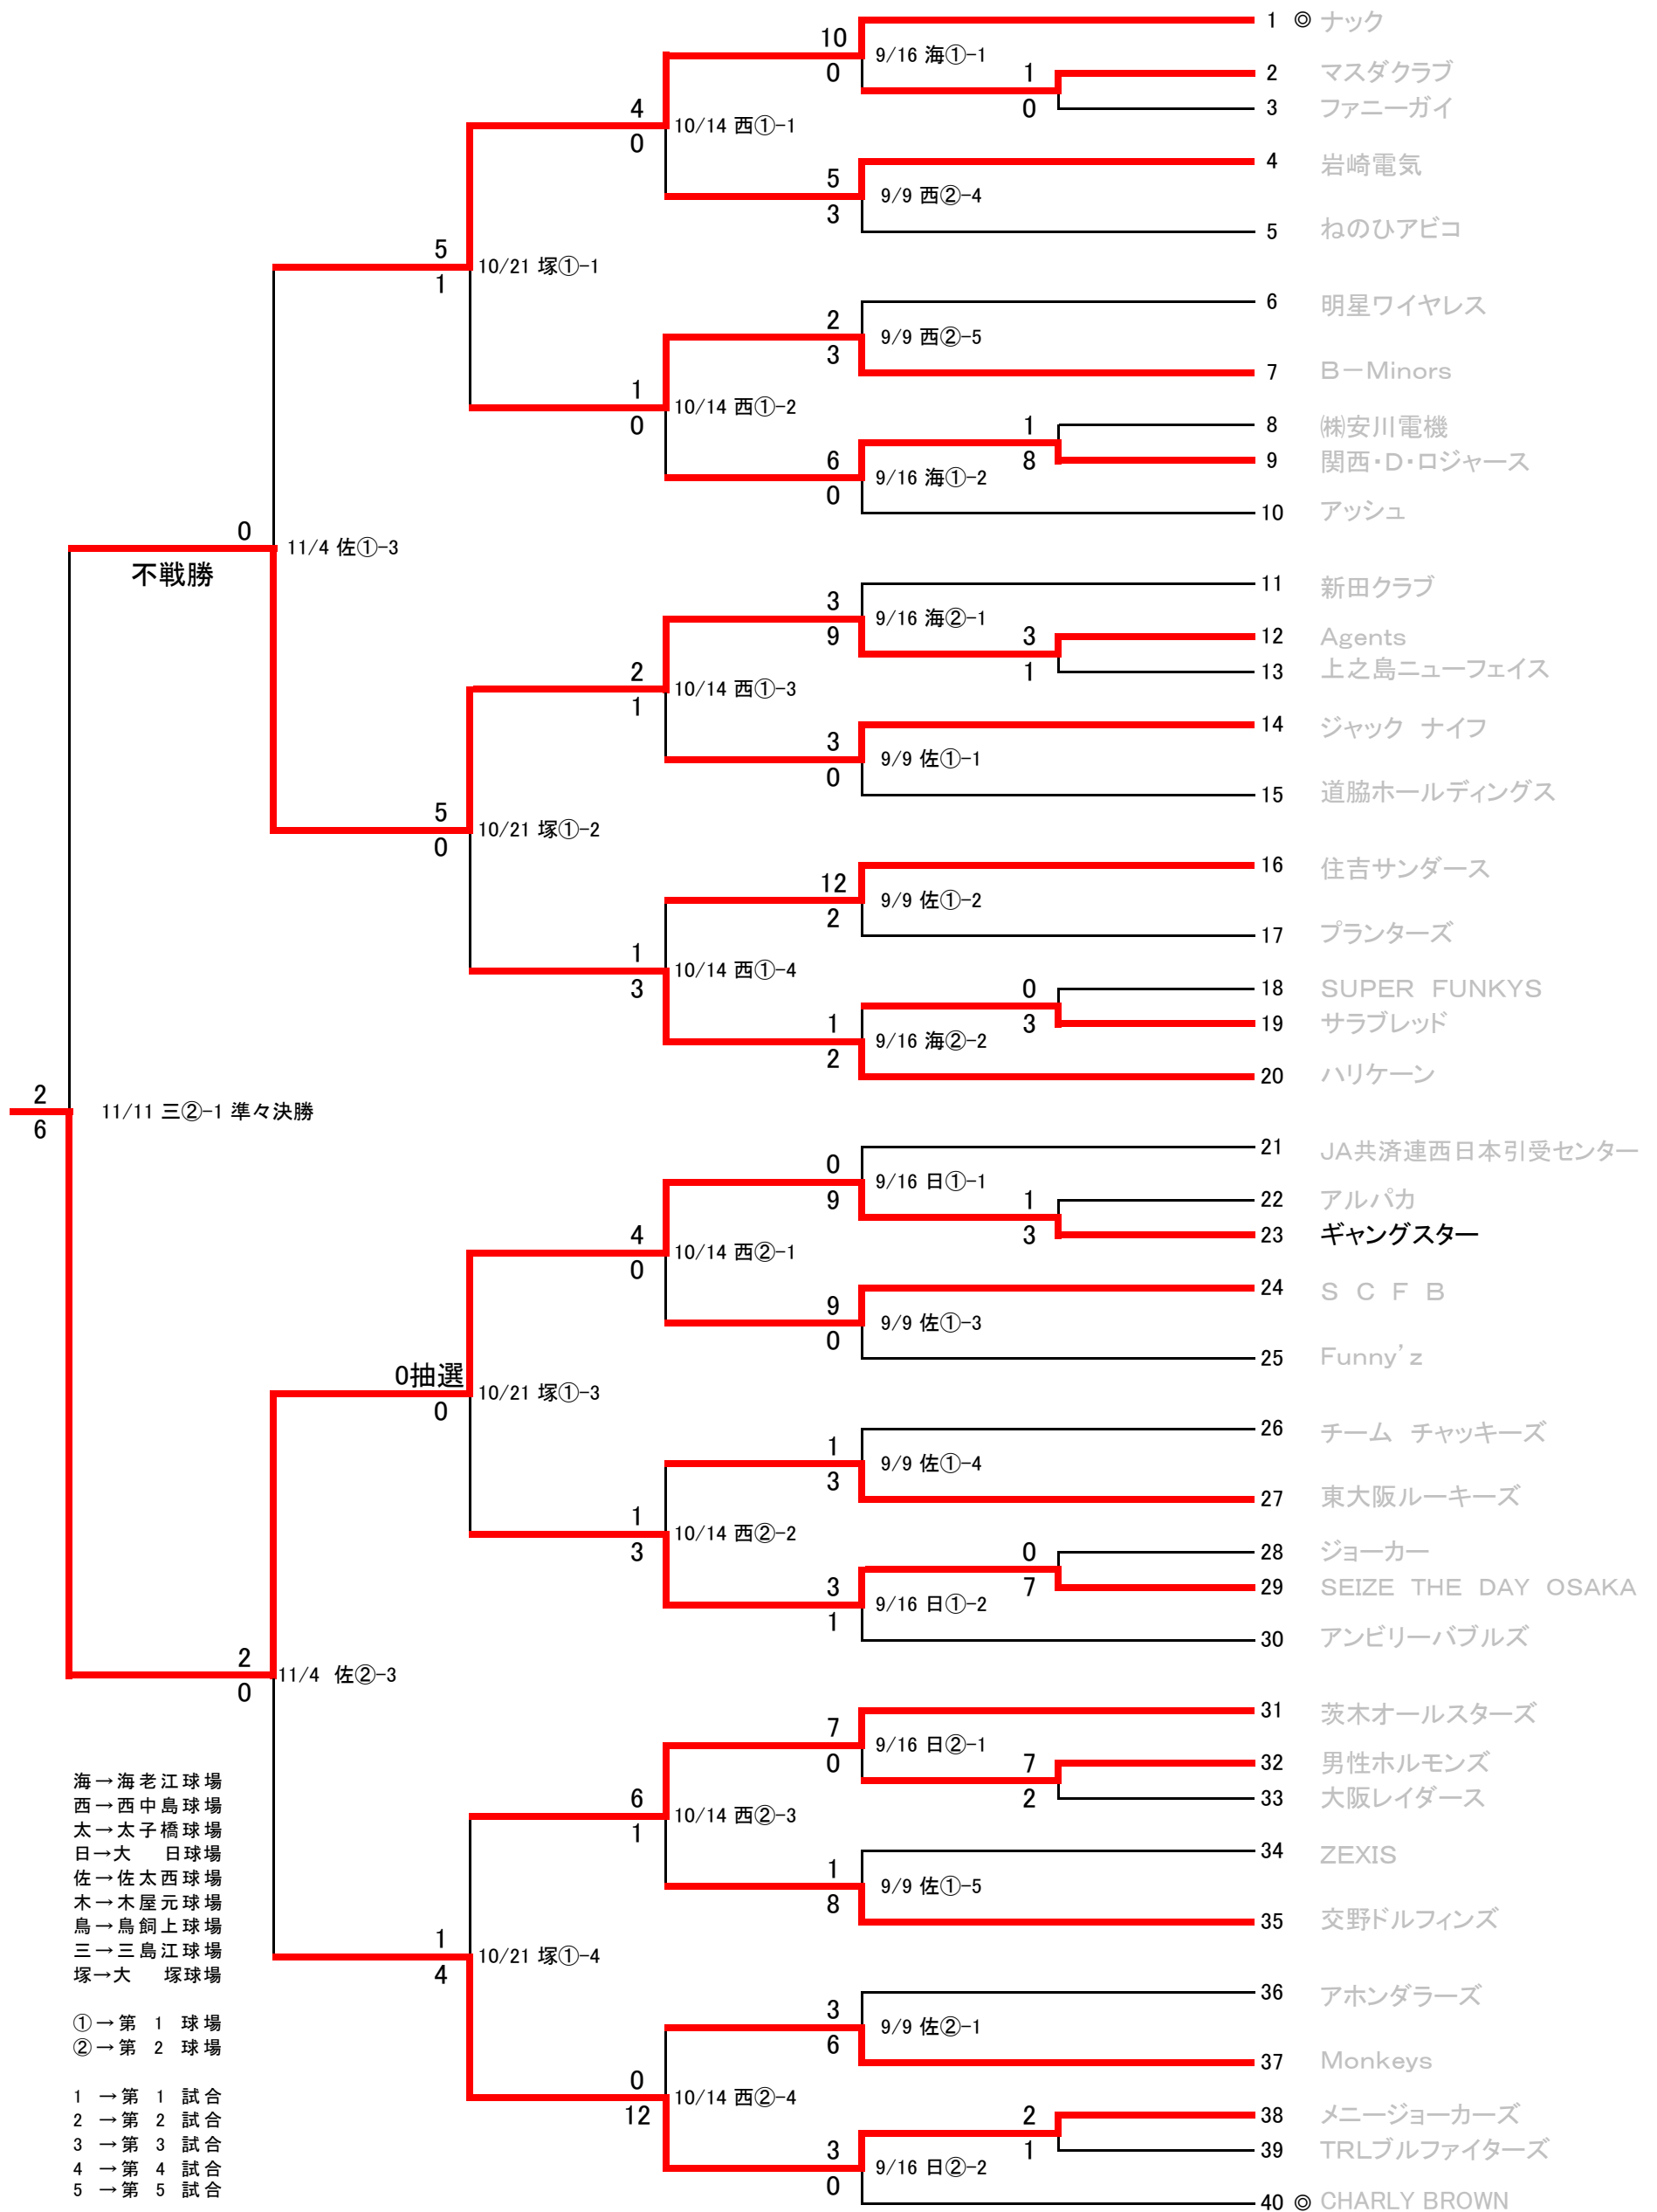 1 ◎ ナック
10
9/16 海①-1
0
1
2 マスダクラブ
0
3 ファニーガイ
4
10/14 西①-1
0
5
4 岩崎電気
9/9 西②-4
3
5 ねのひアビコ
5
10/21 塚①-1
1
6 明星ワイヤレス
2
9/9 西②-5
3
7 B－Minors
1
10/14 西①-2
0
1
8 ㈱安川電機
8
9 関西・D・ロジャース
6
9/16 海①-2
0
10 アッシュ
0
11/4 佐①-3
不戦勝
11 新田クラブ
3
9/16 海②-1
9
3
12 Agents
1
13 上之島ニューフェイス
2
10/14 西①-3
1
14 ジャック ナイフ
3
9/9 佐①-1
0
15 道脇ホールディングス
5
10/21 塚①-2
0
16 住吉サンダース
12
9/9 佐①-2
2
17 プランターズ
1
10/14 西①-4
3
0
18 SUPER FUNKYS
3
19 サラブレッド
1
9/16 海②-2
2
20 ハリケーン
2
11/11 三②-1 準々決勝
6
21 JA共済連西日本引受センター
0
9/16 日①-1
9
1
22 アルパカ
3
23 ギャングスター
4
10/14 西②-1
0
24 S C F B
9
9/9 佐①-3
0
25 Funny'z
0抽選
10/21 塚①-3
0
26 チーム チャッキーズ
1
9/9 佐①-4
3
27 東大阪ルーキーズ
1
10/14 西②-2
3
0
28 ジョーカー
7
29 SEIZE THE DAY OSAKA
3
9/16 日①-2
1
30 アンビリーバブルズ
2
11/4 佐②-3
0
31 茨木オールスターズ
7
9/16 日②-1
0
7
32 男性ホルモンズ
2
33 大阪レイダース
6
10/14 西②-3
1
34 ZEXIS
1
9/9 佐①-5
8
35 交野ドルフィンズ
1
10/21 塚①-4
4
36 アホンダラーズ
3
9/9 佐②-1
6
37 Monkeys
0
10/14 西②-4
12
2
38 メニージョーカーズ
1
39 TRLブルファイターズ
3
9/16 日②-2
0
40 ◎ CHARLY BROWN
海→海老江球場
西→西中島球場
太→太子橋球場
日→大 日球場
佐→佐太西球場
木→木屋元球場
鳥→鳥飼上球場
三→三島江球場
塚→大 塚球場
①→第 1 球場
②→第 2 球場
1 →第 1 試合
2 →第 2 試合
3 →第 3 試合
4 →第 4 試合
5 →第 5 試合